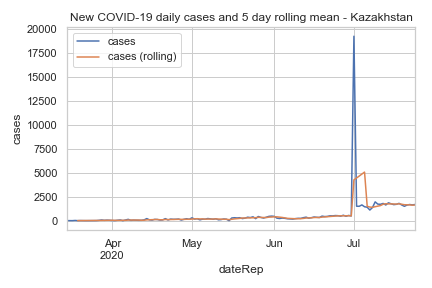 New COVID-19 daily cases and 5 day rolling mean - Kazakhstan
cases
cases (rolling)
20000
17500
15000
12500
10000
7500
5000
2500
0
cases
Apr
2020
May
Jun
Jul
dateRep